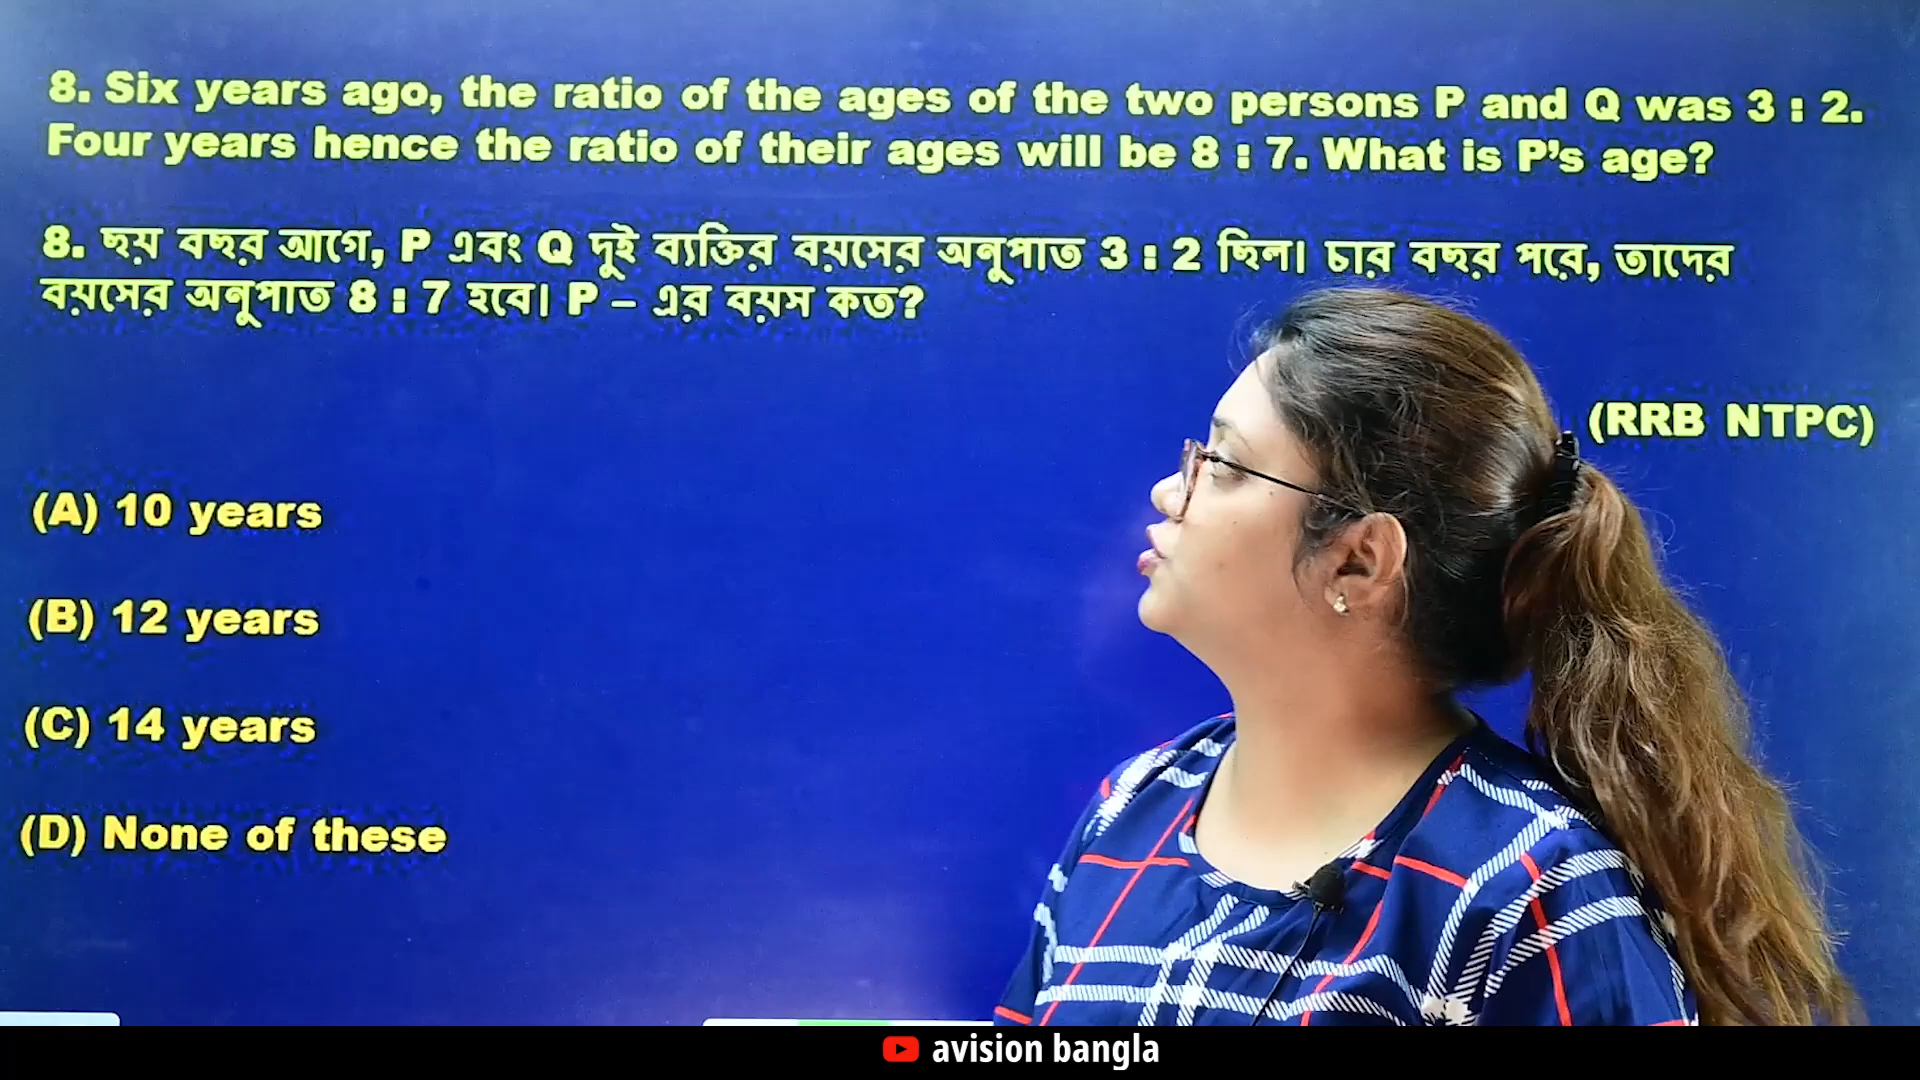 8. Six years ago, the ratio of the ages of the two persons P and Q was 3 : 2.
Four years hence the ratio of their ages will be 8 : 7. What is P's age?
8. ছয় বছর আগে, P এবং Q দুই ব্যক্তির বয়সের অনুপাত 3 : 2 ছিল। চার বছর পরে, তাদের
বয়সের অনুপাত 8 : 7 হবে। P – এর বয়স কত?
(RRB NTPC)
(A) 10 years
(B) 12 years
(C) 14 years
(D) None of these
avision bangla